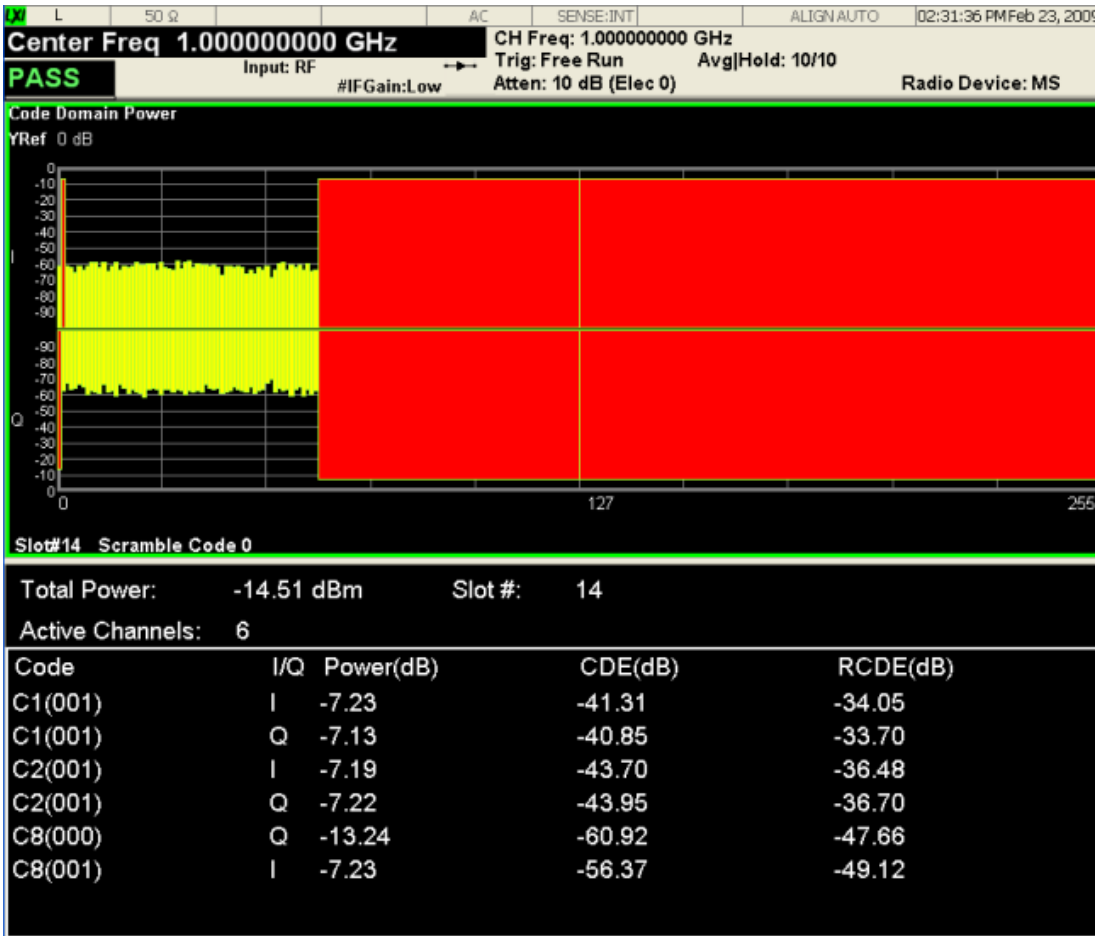 LXI L 50 Ω AC SENSE:INT ALIGN AUTO 02:31:36 PM Feb 23, 2009
Center Freq 1.000000000 GHz
CH Freq: 1.000000000 GHz
PASS Input: RF Trig: Free Run Avg|Hold: 10/10
#IFGain:Low Atten: 10 dB (Elec 0) Radio Device: MS
Code Domain Power
YRef 0 dB
0
-10
-20
-30
-40
-50
I -60
-70
-80
-90
-90
-80
-70
-60
-50
Q -40
-30
-20
-10
0
0 127 255
Slot#14 Scramble Code 0
Total Power: -14.51 dBm Slot #: 14
Active Channels: 6
Code I/Q Power(dB) CDE(dB) RCDE(dB)
C1(001) I -7.23 -41.31 -34.05
C1(001) Q -7.13 -40.85 -33.70
C2(001) I -7.19 -43.70 -36.48
C2(001) Q -7.22 -43.95 -36.70
C8(000) Q -13.24 -60.92 -47.66
C8(001) I -7.23 -56.37 -49.12